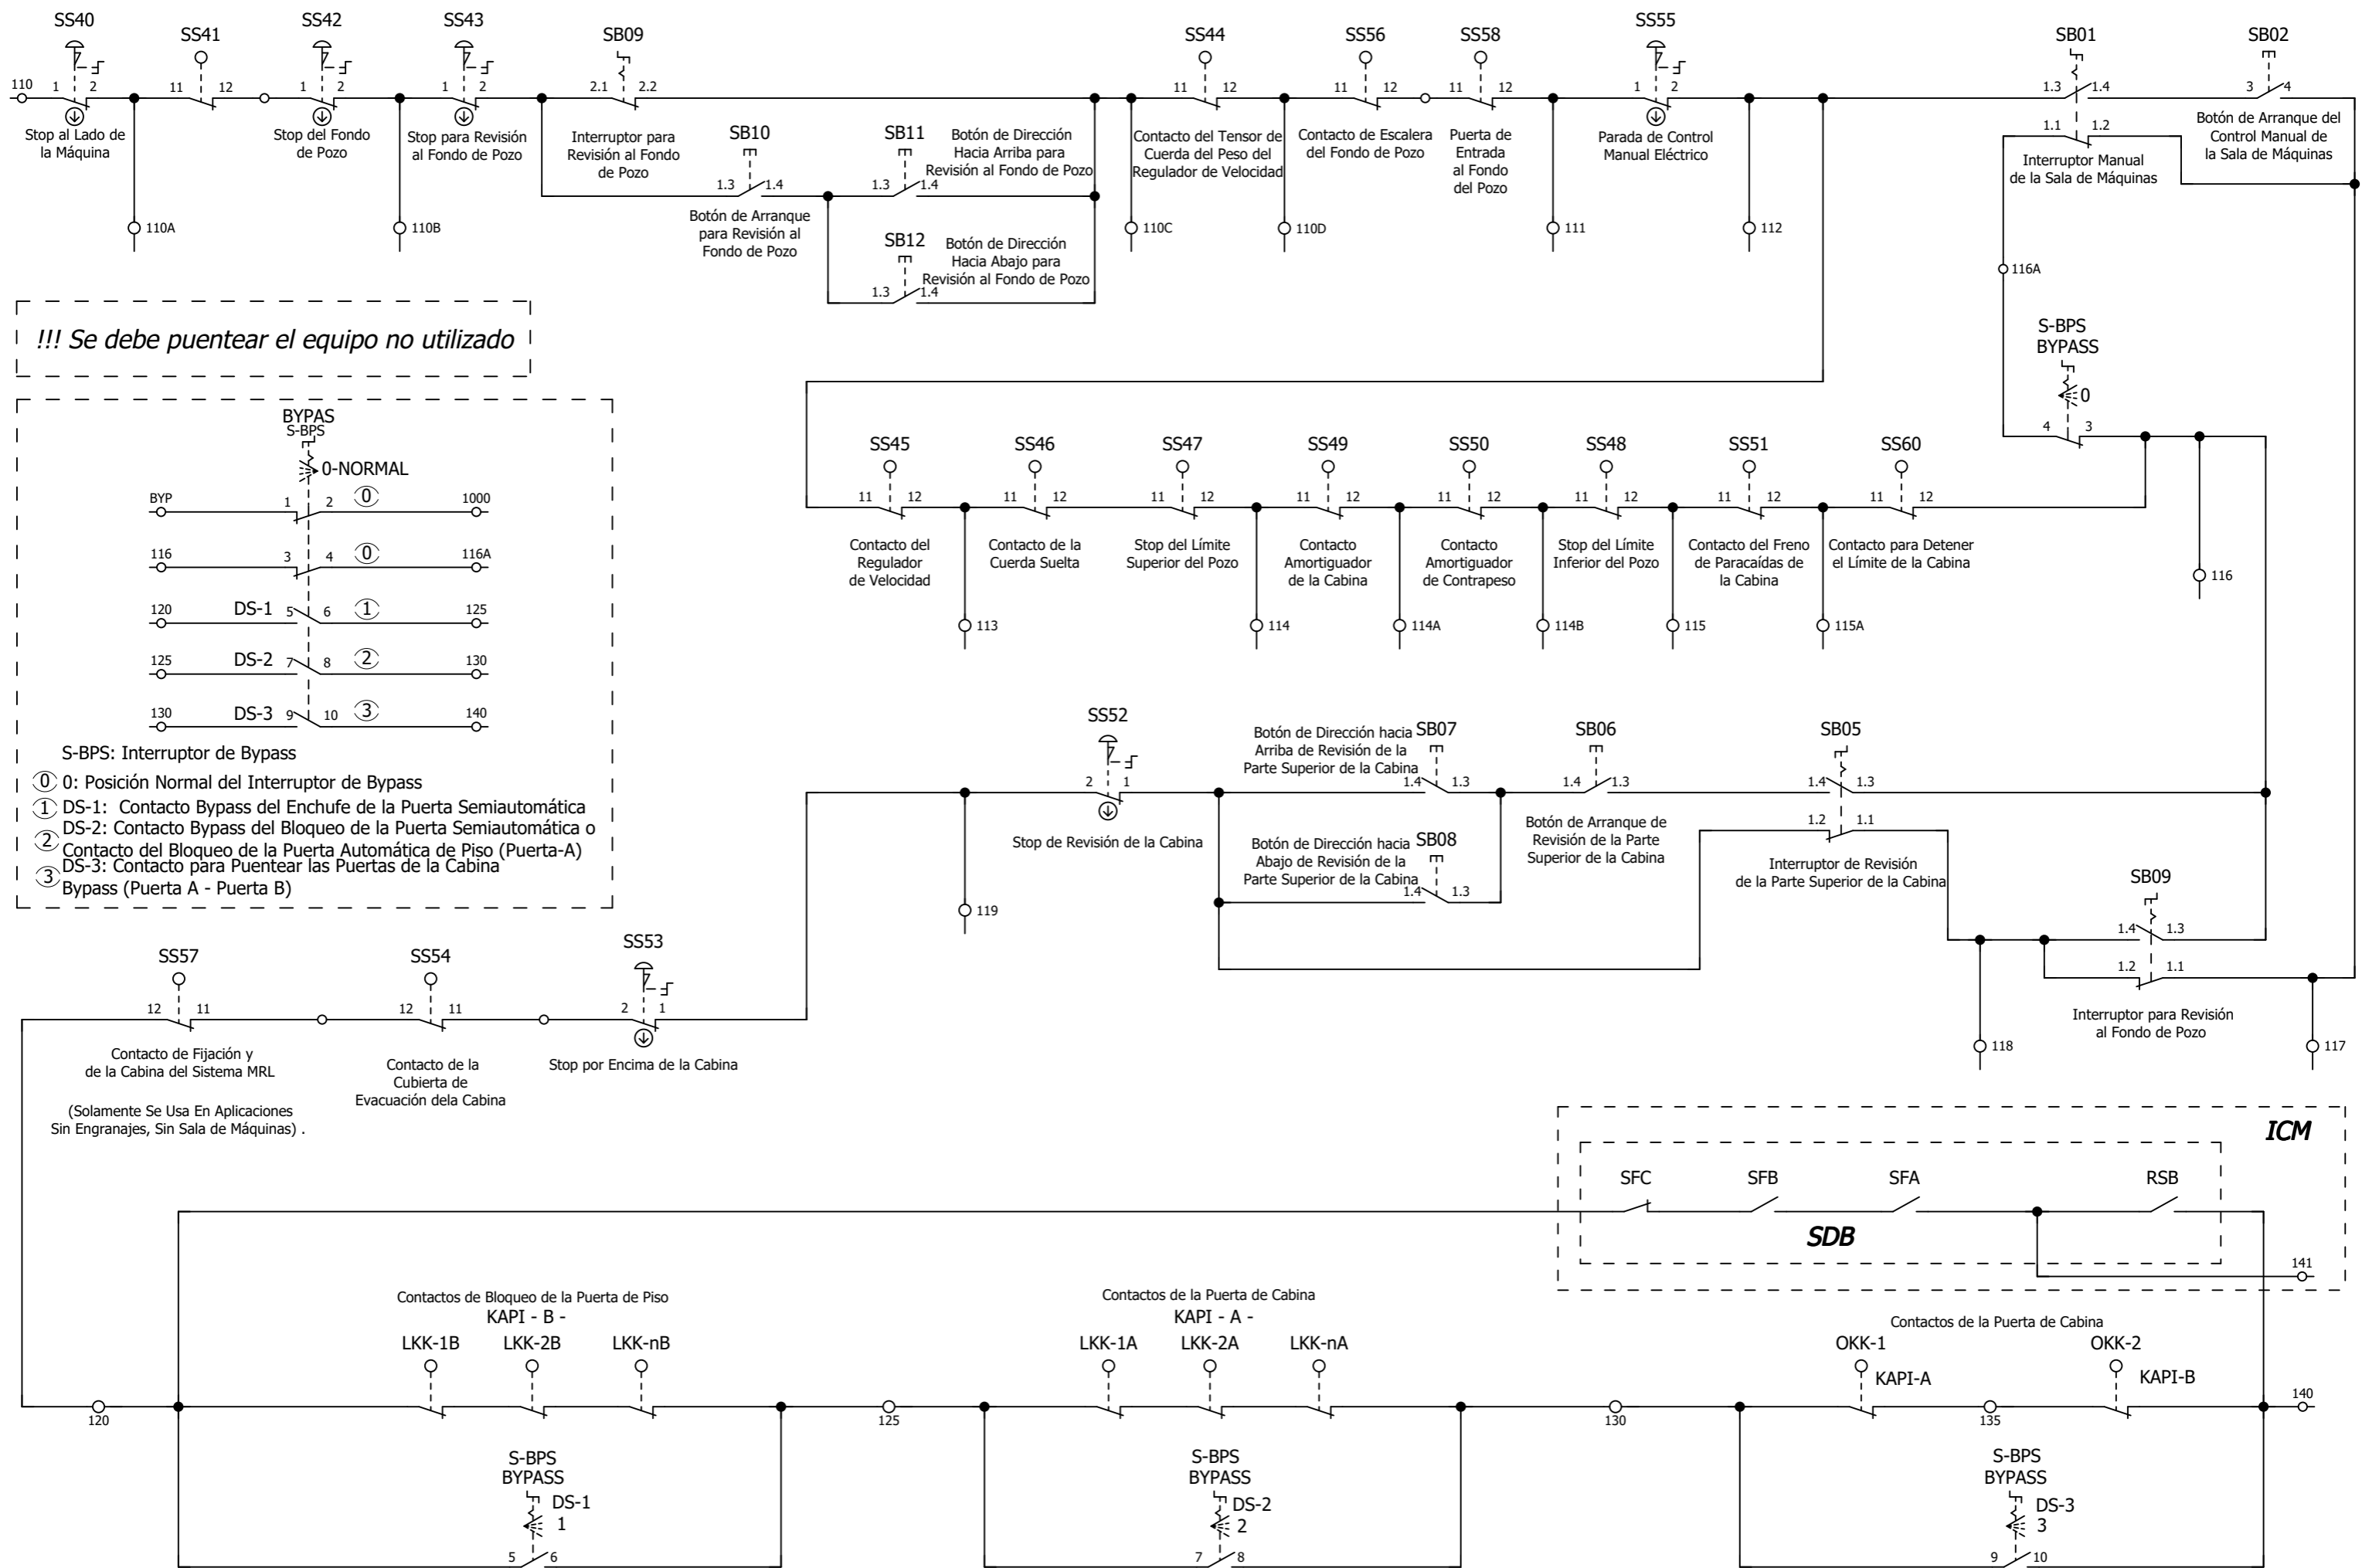 SS40
SS41
SS42
SS43
SB09
SS44
SS56
SS58
SS55
SB01
SB02
110
1 2
11 12
1 2
1 2
2.1 2.2
11 12
11 12
11 12
1 2
1.3 1.4
3 4
Stop al Lado de
la Máquina
Stop del Fondo
de Pozo
Stop para Revisión
al Fondo de Pozo
Interruptor para
Revisión al Fondo
de Pozo
SB10
1.3 1.4
Botón de Arranque
para Revisión al
Fondo de Pozo
SB11
1.3 1.4
Botón de Dirección
Hacia Arriba para
Revisión al Fondo de Pozo
SB12
1.3 1.4
Botón de Dirección
Hacia Abajo para
Revisión al Fondo de Pozo
Contacto del Tensor de
Cuerda del Peso del
Regulador de Velocidad
Contacto de Escalera
del Fondo de Pozo
Puerta de
Entrada
al Fondo
del Pozo
Parada de Control
Manual Eléctrico
1.1 1.2
Interruptor Manual
de la Sala de Máquinas
Botón de Arranque del
Control Manual de
la Sala de Máquinas
110A
110B
110C
110D
111
112
116A
!!! Se debe puentear el equipo no utilizado
S-BPS
BYPASS
0
4 3
BYPAS
S-BPS
0-NORMAL
BYP 1 2 0 1000
116 3 4 0 116A
120 DS-1 5 6 1 125
125 DS-2 7 8 2 130
130 DS-3 9 10 3 140
S-BPS: Interruptor de Bypass
0 0: Posición Normal del Interruptor de Bypass
1 DS-1: Contacto Bypass del Enchufe de la Puerta Semiautomática
DS-2: Contacto Bypass del Bloqueo de la Puerta Semiautomática o
2 Contacto del Bloqueo de la Puerta Automática de Piso (Puerta-A)
3 DS-3: Contacto para Puentear las Puertas de la Cabina
Bypass (Puerta A - Puerta B)
SS45
SS46
SS47
SS49
SS50
SS48
SS51
SS60
11 12
11 12
11 12
11 12
11 12
11 12
11 12
11 12
Contacto del
Regulador
de Velocidad
Contacto de la
Cuerda Suelta
Stop del Límite
Superior del Pozo
Contacto
Amortiguador
de la Cabina
Contacto
Amortiguador
de Contrapeso
Stop del Límite
Inferior del Pozo
Contacto del Freno
de Paracaídas de
la Cabina
Contacto para Detener
el Límite de la Cabina
116
113
114
114A
114B
115
115A
SS52
2 1
Stop de Revisión de la Cabina
Botón de Dirección hacia
Arriba de Revisión de la
Parte Superior de la Cabina
SB07
1.4 1.3
Botón de Dirección hacia
Abajo de Revisión de la
Parte Superior de la Cabina
SB08
1.4 1.3
SB06
1.4 1.3
Botón de Arranque de
Revisión de la Parte
Superior de la Cabina
SB05
1.4 1.3
1.2 1.1
Interruptor de Revisión
de la Parte Superior de la Cabina
SB09
1.4 1.3
1.2 1.1
Interruptor para Revisión
al Fondo de Pozo
119
118
117
SS57
12 11
Contacto de Fijación y
de la Cabina del Sistema MRL
(Solamente Se Usa En Aplicaciones
Sin Engranajes, Sin Sala de Máquinas) .
SS54
12 11
Contacto de la
Cubierta de
Evacuación dela Cabina
SS53
2 1
Stop por Encima de la Cabina
ICM
SFC
SFB
SFA
RSB
SDB
141
Contactos de Bloqueo de la Puerta de Piso
KAPI - B -
LKK-1B
LKK-2B
LKK-nB
Contactos de la Puerta de Cabina
KAPI - A -
LKK-1A
LKK-2A
LKK-nA
Contactos de la Puerta de Cabina
OKK-1
KAPI-A
OKK-2
KAPI-B
120
125
130
135
140
S-BPS
BYPASS
DS-1
1
5 6
S-BPS
BYPASS
DS-2
2
7 8
S-BPS
BYPASS
DS-3
3
9 10